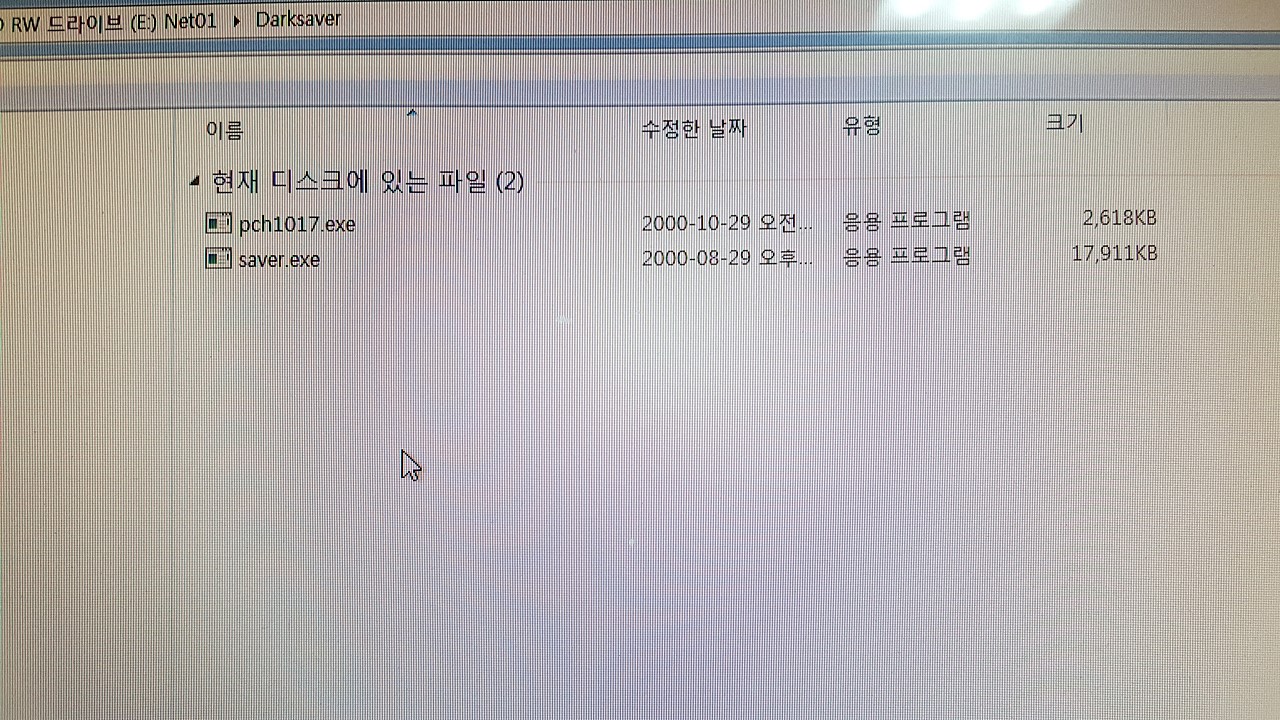 RW 드라이브 (E:) Net01 ▸ Darksaver
이름 수정한 날짜 유형 크기
현재 디스크에 있는 파일 (2)
pch1017.exe 2000-10-29 오전... 응용 프로그램 2,618KB
saver.exe 2000-08-29 오후... 응용 프로그램 17,911KB